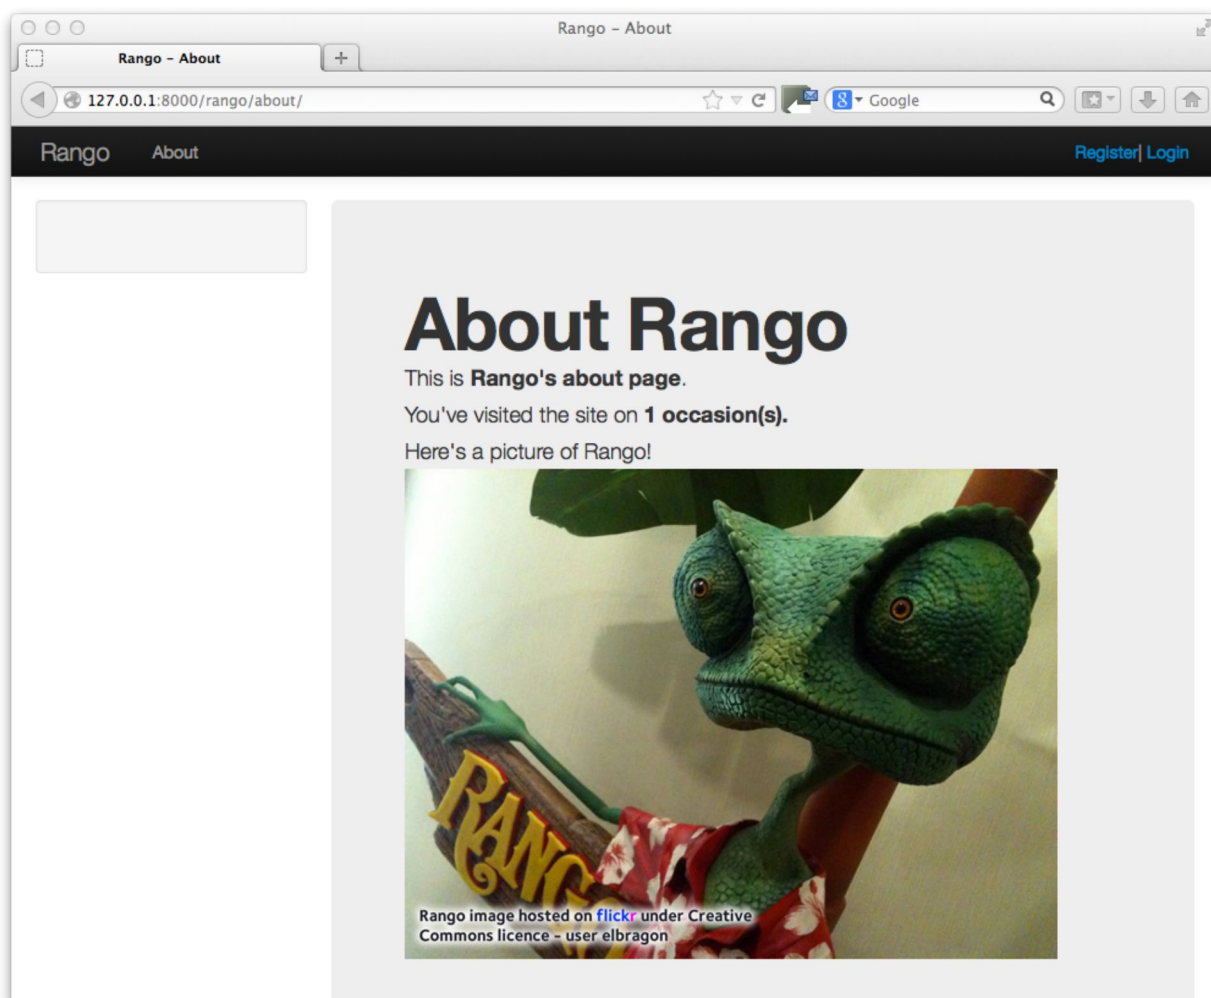 Rango – About
Rango – About
127.0.0.1:8000/rango/about/
8 Google
Rango About Register| Login
About Rango
This is Rango's about page.
You've visited the site on 1 occasion(s).
Here's a picture of Rango!
RANGO
Rango image hosted on flickr under Creative
Commons licence – user elbragon